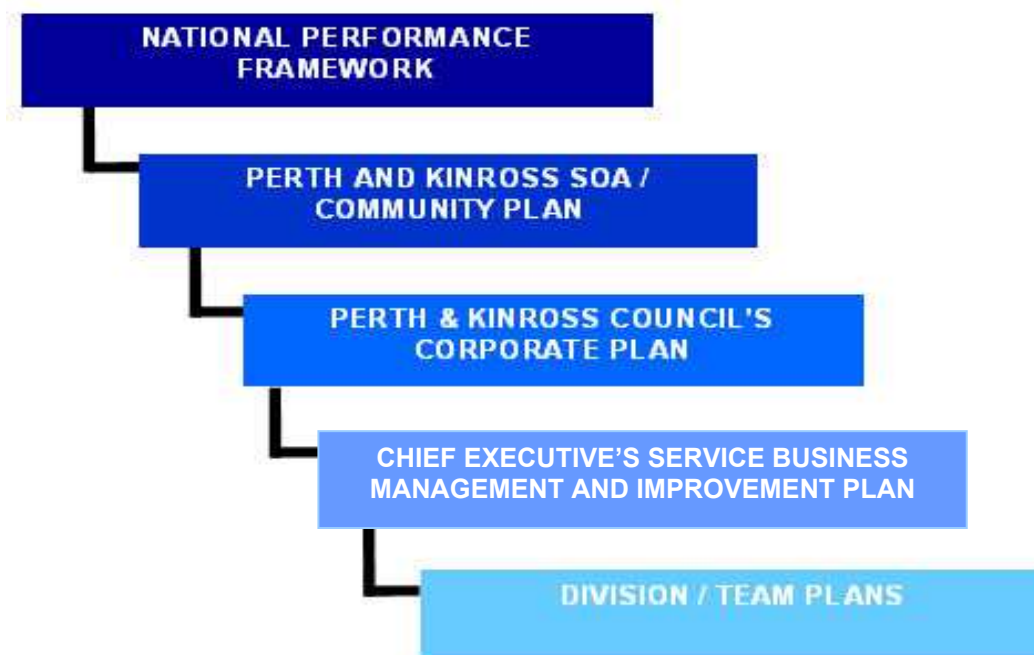 NATIONAL PERFORMANCE
FRAMEWORK
PERTH AND KINROSS SOA /
COMMUNITY PLAN
PERTH & KINROSS COUNCIL'S
CORPORATE PLAN
CHIEF EXECUTIVE’S SERVICE BUSINESS
MANAGEMENT AND IMPROVEMENT PLAN
DIVISION / TEAM PLANS